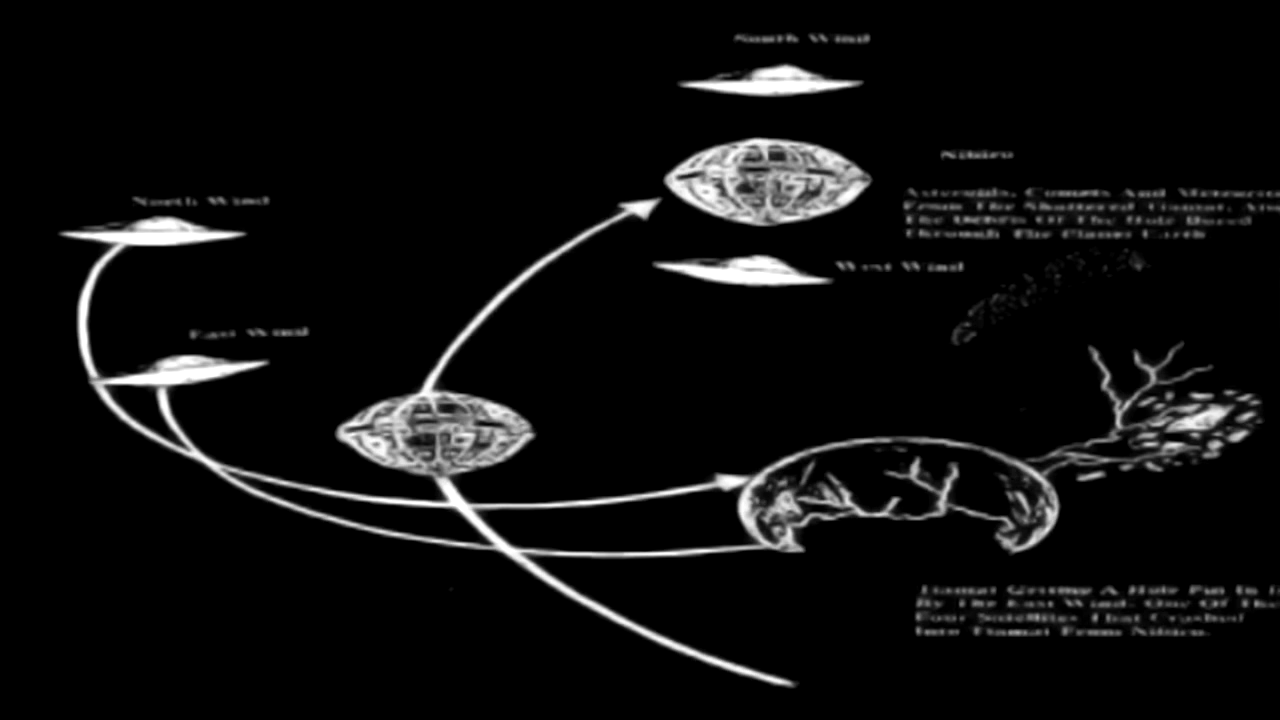 South Wind
Nibiru
North Wind
Asteroids, Comets And Meteorites
From The Shattered Tiamat, And
The Debris Of The Hole Bored
through The Planet Earth
West Wind
East Wind
Tiamat Getting A Hole Put In
By The East Wind. One Of The
Four Satellites That Crashed
Into Tiamat From Nibiru.